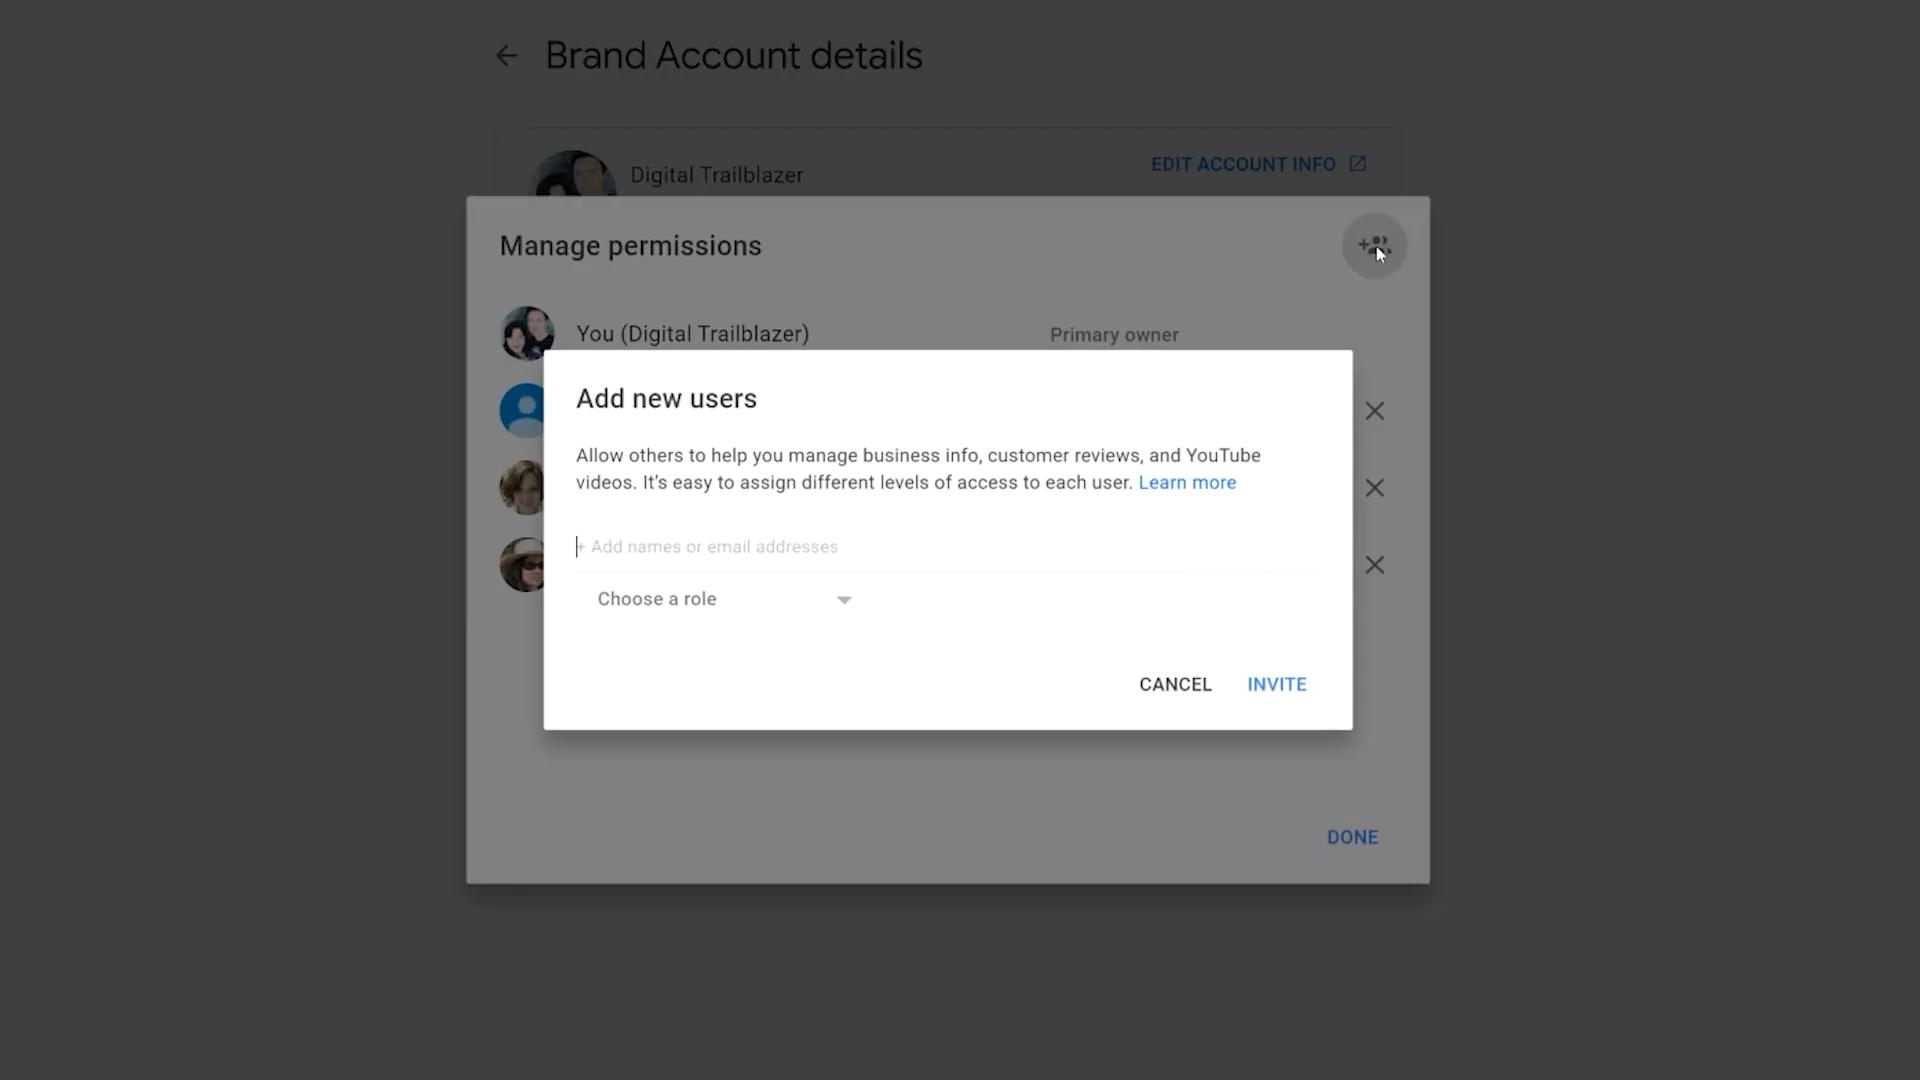 Brand Account details
Digital Trailblazer
EDIT ACCOUNT INFO
Manage permissions
You (Digital Trailblazer)
Primary owner
Add new users
Allow others to help you manage business info, customer reviews, and YouTube
videos. It's easy to assign different levels of access to each user. Learn more
+ Add names or email addresses
Choose a role
CANCEL
INVITE
DONE